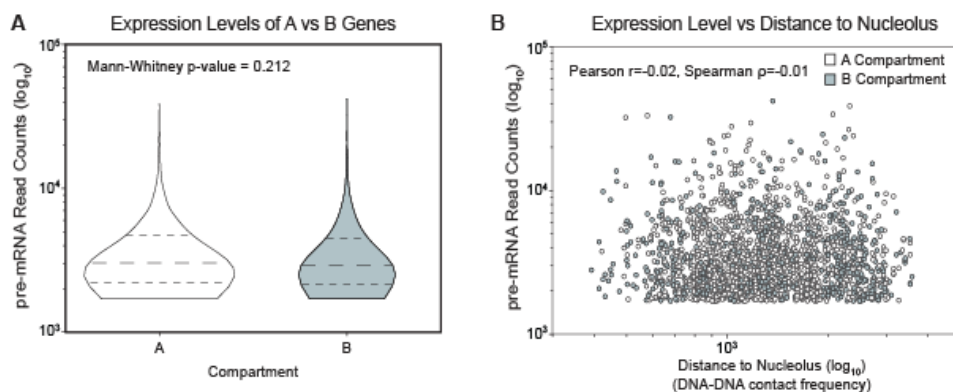 A
Expression Levels of A vs B Genes
Mann-Whitney p-value = 0.212
pre-mRNA Read Counts (log10)
10⁵
10⁴
10³
A
B
Compartment
B
Expression Level vs Distance to Nucleolus
Pearson r=-0.02, Spearman ρ=-0.01
A Compartment
B Compartment
pre-mRNA Read Counts (log10)
10⁵
10⁴
10³
10³
Distance to Nucleolus (log10)
(DNA-DNA contact frequency)